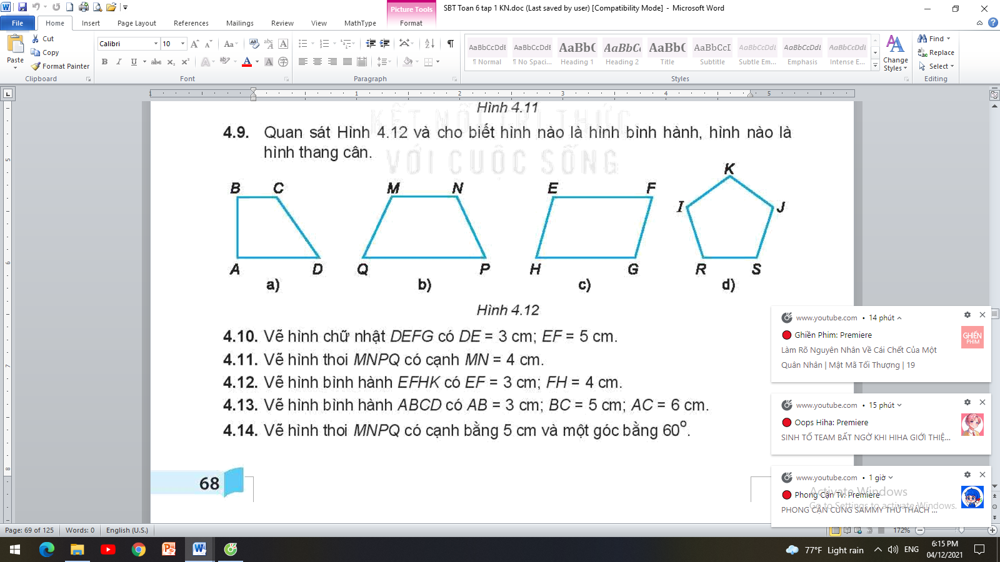 SBT Toan 6 tap 1 KN.doc (Last saved by user) [Compatibility Mode] - Microsoft Word
Picture Tools
File Home Insert Page Layout References Mailings Review View MathType Format
Paste
Cut
Copy
Format Painter
Clipboard
Calibri 10
Font
Paragraph
AaBbCcDdE AaBbCcDdE AaBbC AaBbCc AaBbC AaBbCcI AaBbCcDdE AaBbCcDdE AaBbCcDdE
¶ Normal ¶ No Spaci... Heading 1 Heading 2 Title Subtitle Subtle Em... Emphasis Intense E...
Styles
Change Styles
Find
Replace
Select
Editing
Hình 4.11
KẾT NỐI TRI THỨC
VỚI CUỘC SỐNG
4.9. Quan sát Hình 4.12 và cho biết hình nào là hình bình hành, hình nào là
hình thang cân.
B C M N E F K I J
A D Q P H G R S
a) b) c) d)
Hình 4.12
4.10. Vẽ hình chữ nhật DEFG có DE = 3 cm; EF = 5 cm.
4.11. Vẽ hình thoi MNPQ có cạnh MN = 4 cm.
4.12. Vẽ hình bình hành EFHK có EF = 3 cm; FH = 4 cm.
4.13. Vẽ hình bình hành ABCD có AB = 3 cm; BC = 5 cm; AC = 6 cm.
4.14. Vẽ hình thoi MNPQ có cạnh bằng 5 cm và một góc bằng 60°.
68
www.youtube.com • 14 phút
Ghiền Phim: Premiere
Làm Rõ Nguyên Nhân Về Cái Chết Của Một
Quân Nhân | Mật Mã Tối Thượng | 19
GHIỀN PHIM
www.youtube.com • 15 phút
Oops Hiha: Premiere
SINH TỐ TEAM BẤT NGỜ KHI HIHA GIỚI THIỆ...
www.youtube.com • 1 giờ
Phong Cận Tv: Premiere
PHONG CẬN CÙNG SAMMY THỬ THÁCH ...
Activate Windows
Go to Settings to activate Windows.
Page: 69 of 125 Words: 0 English (U.S.) 172%
77°F Light rain ENG 6:15 PM
04/12/2021